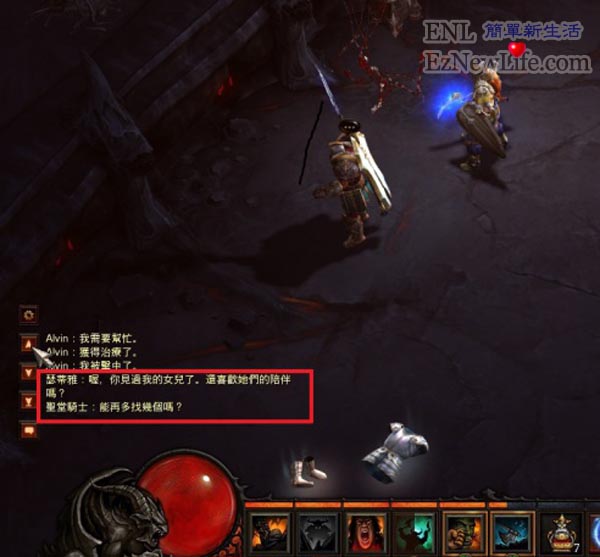 ENL 簡單新生活
EzNewLife.com
Alvin：我需要幫忙。
Alvin：獲得治療了。
Alvin：我被擊中了。
瑟蒂雅：喔，你見過我的女兒了。還喜歡她們的陪伴
嗎？
聖堂騎士：能再多找幾個嗎？
7